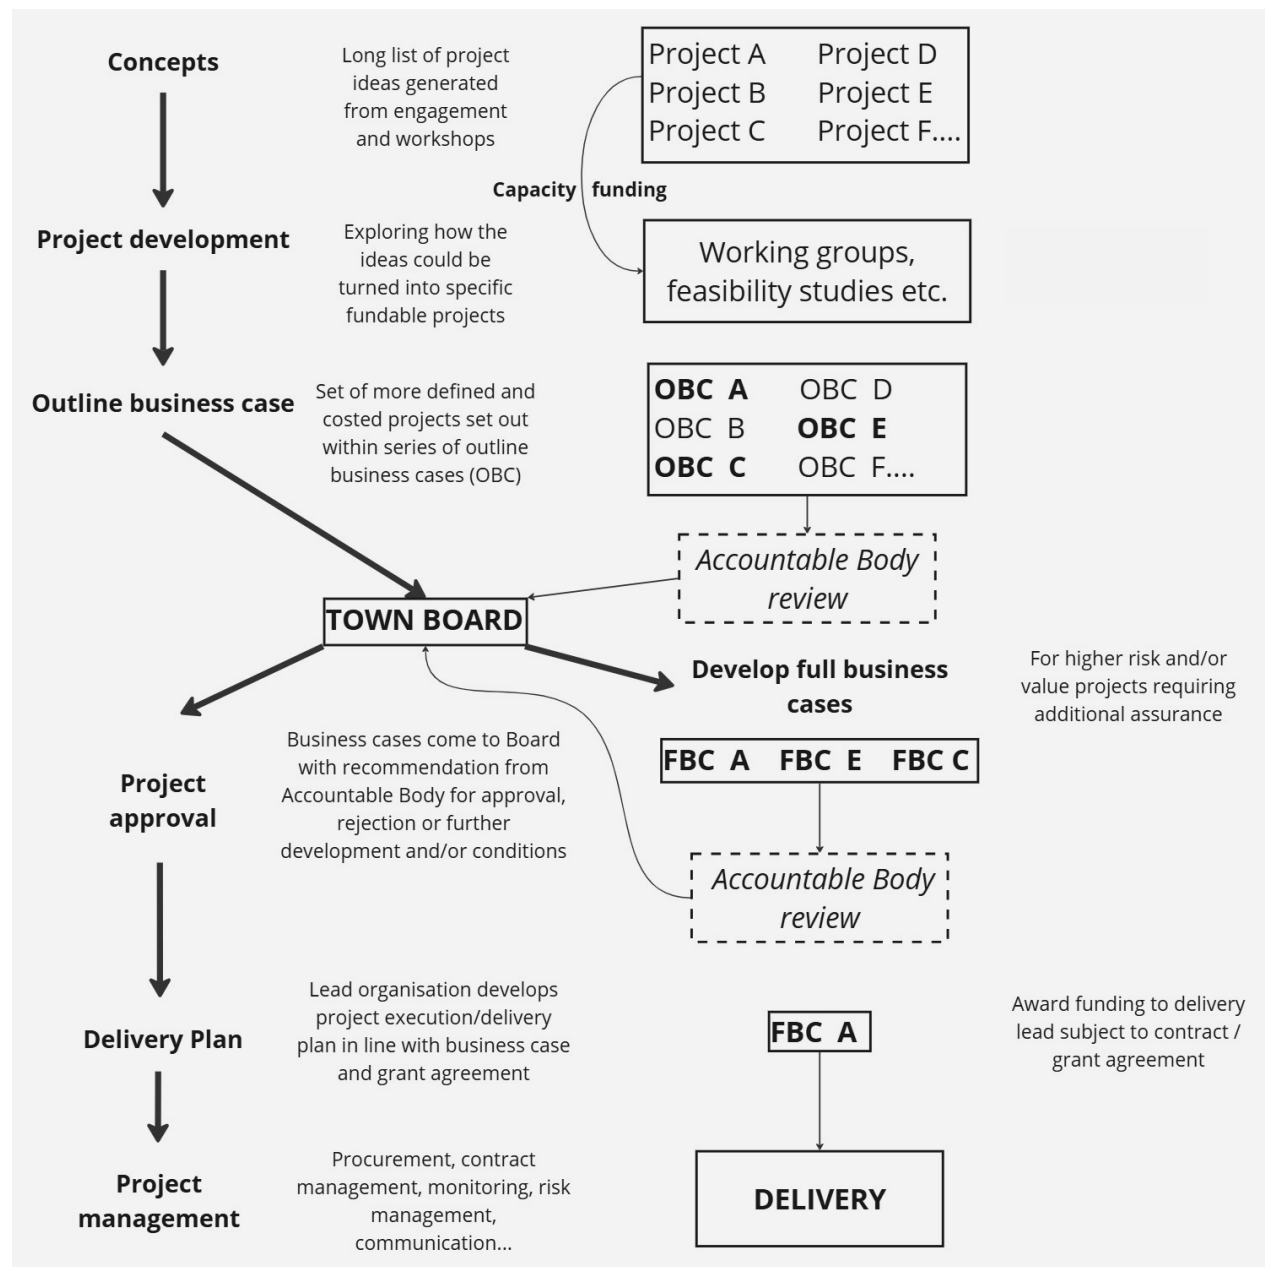 Concepts
Long list of project
ideas generated
from engagement
and workshops
Project A Project D
Project B Project E
Project C Project F....
Capacity funding
Project development
Exploring how the
ideas could be
turned into specific
fundable projects
Working groups,
feasibility studies etc.
Outline business case
Set of more defined and
costed projects set out
within series of outline
business cases (OBC)
OBC A OBC D
OBC B OBC E
OBC C OBC F....
Accountable Body
review
TOWN BOARD
Develop full business
cases
For higher risk and/or
value projects requiring
additional assurance
FBC A FBC E FBC C
Project
approval
Business cases come to Board
with recommendation from
Accountable Body for approval,
rejection or further
development and/or conditions
Accountable Body
review
Delivery Plan
Lead organisation develops
project execution/delivery
plan in line with business case
and grant agreement
FBC A
Award funding to delivery
lead subject to contract /
grant agreement
Project
management
Procurement, contract
management, monitoring, risk
management,
communication...
DELIVERY